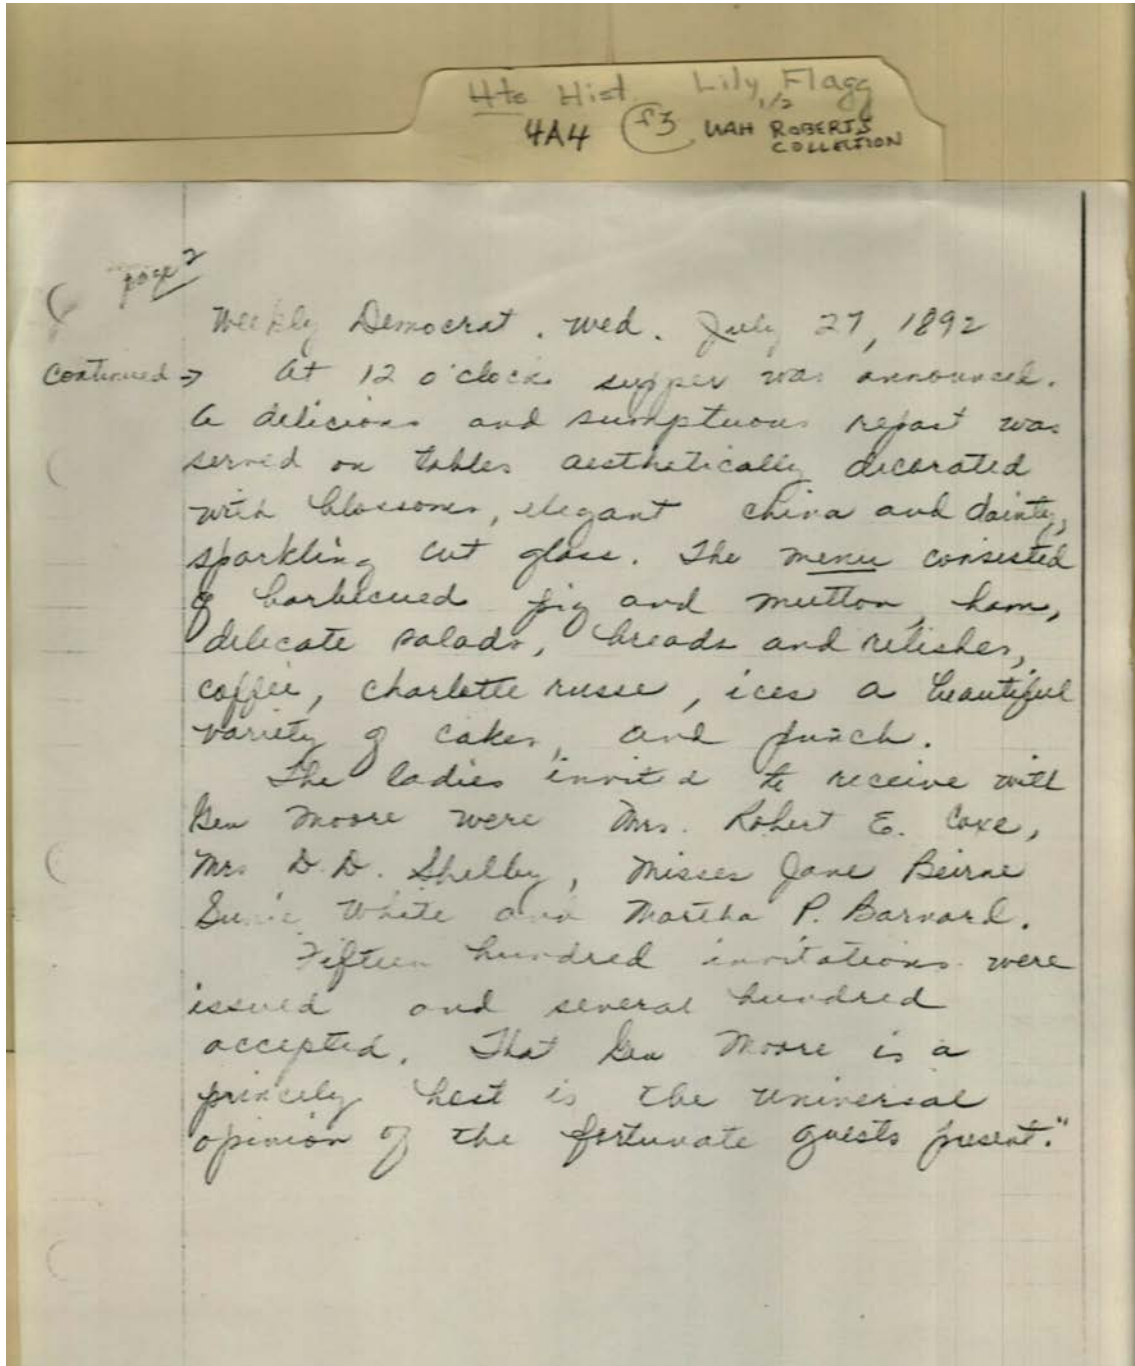 Hts Hist. Lily Flagg
1/2
4A4 f3 UAH ROBERTS
COLLECTION
page 2
Weekly Democrat. Wed. July 27, 1892
Continued → At 12 o'clock supper was announced.
A delicious and sumptuous repast was
served on tables aesthetically decorated
with blossoms, elegant china and dainty,
sparkling cut glass. The menu consisted
of barbecued pig and mutton, ham,
delicate salads, breads and relishes,
coffee, charlotte russe, ices a beautiful
variety of cakes, and punch.
The ladies invited to receive with
Gen Moore were Mrs. Robert E. Coxe,
Mrs D. D. Shelby, Misses Jane Beirne
Susie White and Martha P. Barnard.
Fifteen hundred invitations were
issued and several hundred
accepted. That Gen Moore is a
princely host is the universal
opinion of the fortunate guests present."